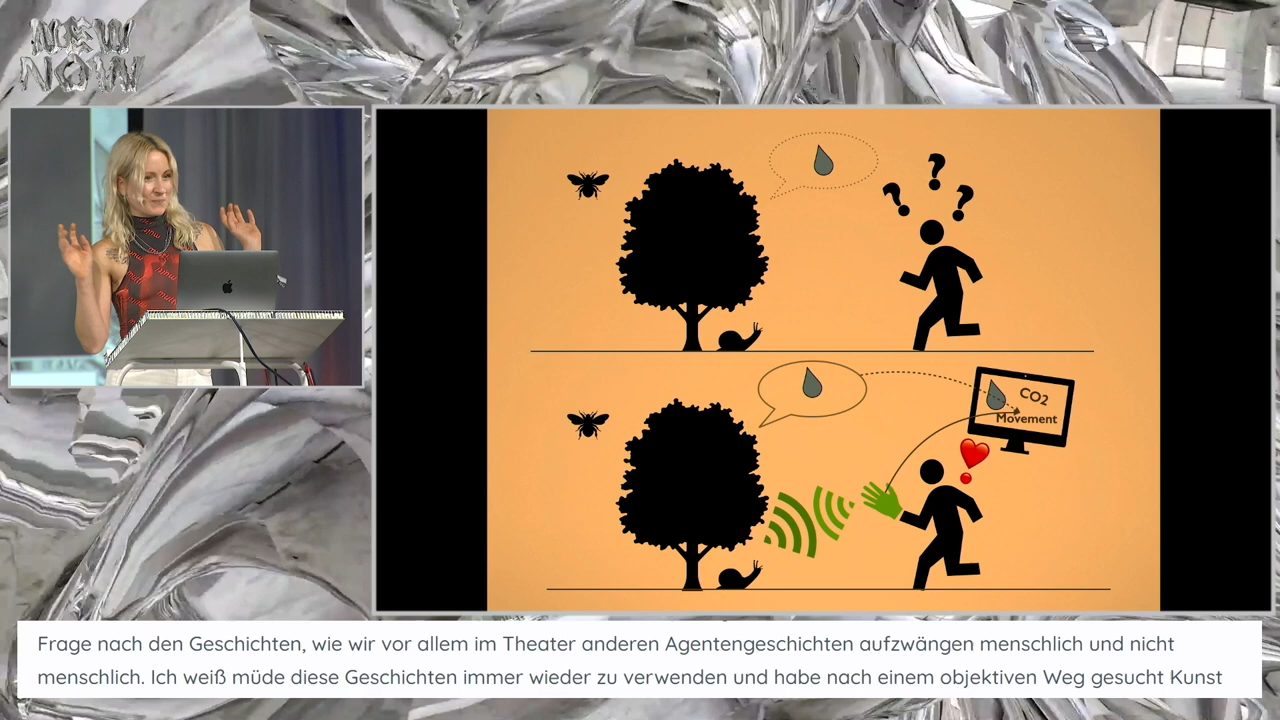 NEW
NOW
? ? ?
CO2
Movement
Frage nach den Geschichten, wie wir vor allem im Theater anderen Agentengeschichten aufzwängen menschlich und nicht
menschlich. Ich weiß müde diese Geschichten immer wieder zu verwenden und habe nach einem objektiven Weg gesucht Kunst